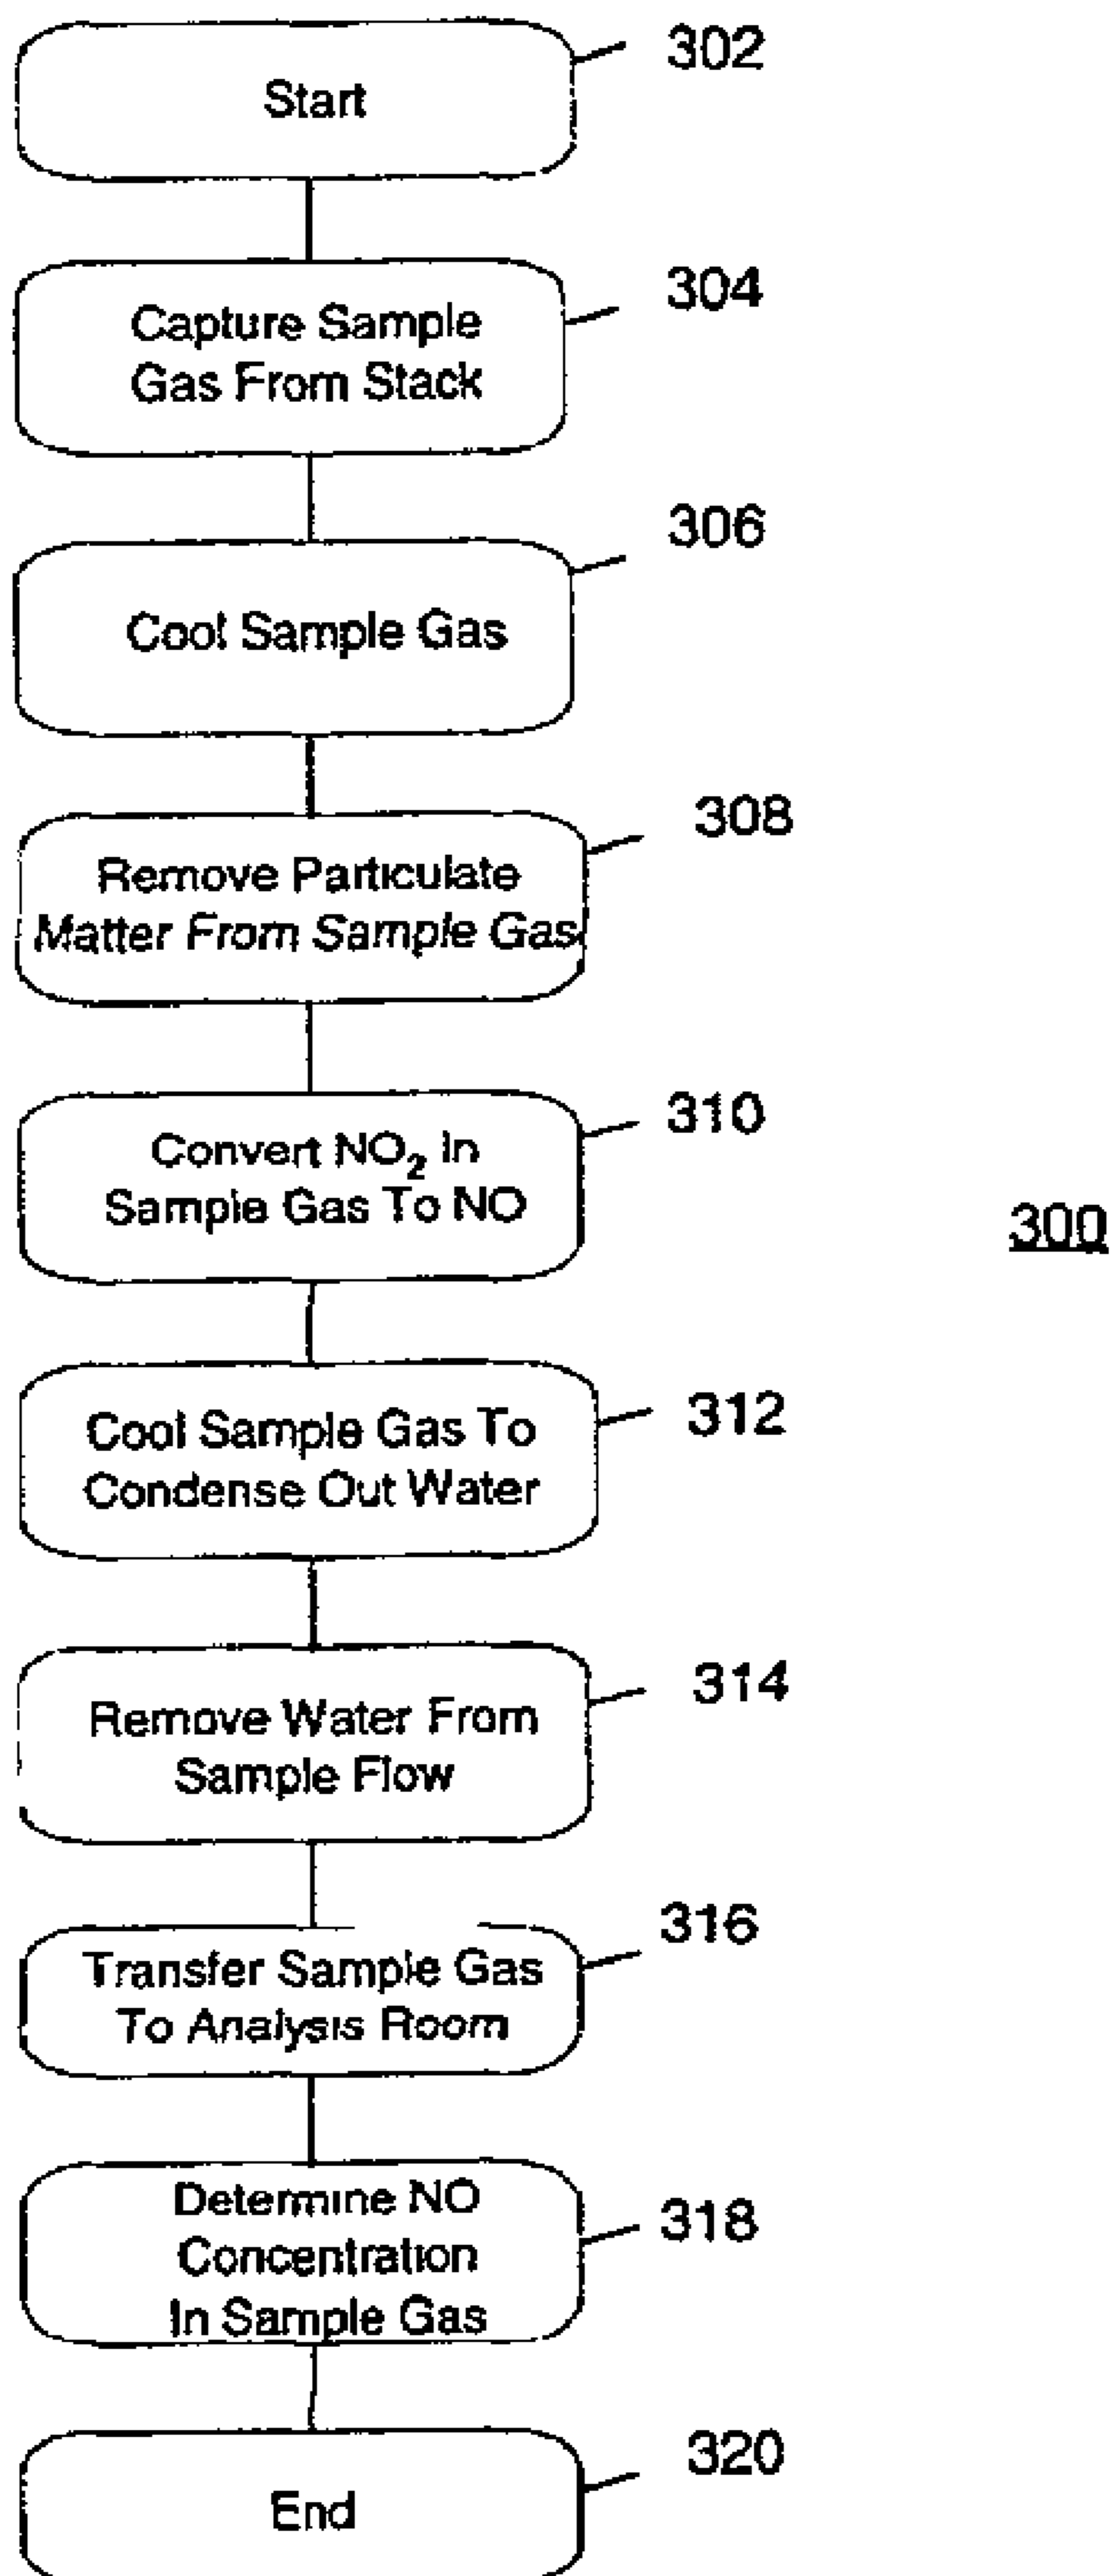 302
Start
304
Capture Sample
Gas From Stack
306
Cool Sample Gas
308
Remove Particulate
Matter From Sample Gas
310
Convert NO₂ In
Sample Gas To NO
300
312
Cool Sample Gas To
Condense Out Water
314
Remove Water From
Sample Flow
316
Transfer Sample Gas
To Analysis Room
318
Determine NO
Concentration
In Sample Gas
320
End